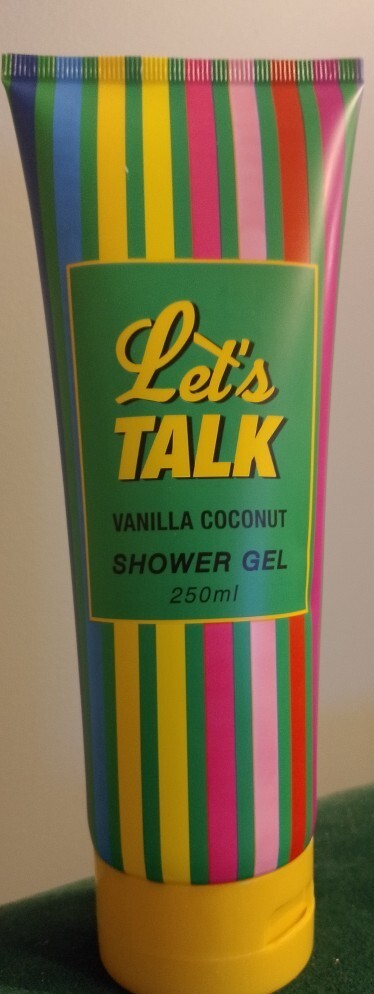 Let's
TALK
VANILLA COCONUT
SHOWER GEL
250ml